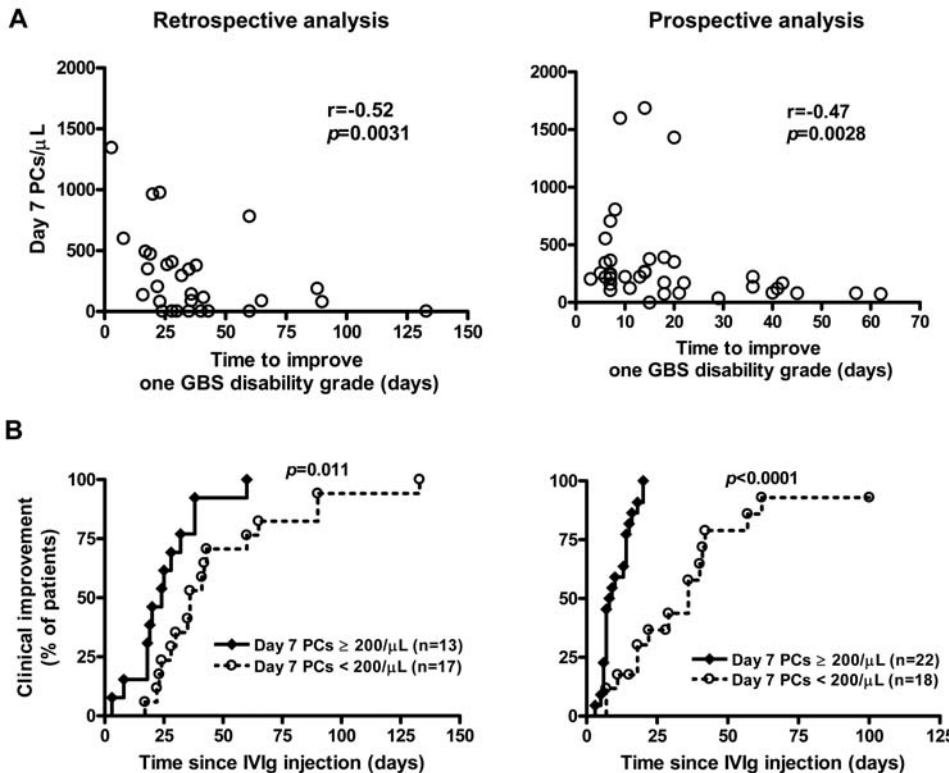 A
Retrospective analysis
Prospective analysis
2000
1500
1000
500
0
Day 7 PCs/μL
r=-0.52
p=0.0031
0 25 50 75 100 125 150
Time to improve
one GBS disability grade (days)
2000
1500
1000
500
0
r=-0.47
p=0.0028
0 10 20 30 40 50 60 70
Time to improve
one GBS disability grade (days)
B
100
75
50
25
0
Clinical improvement
(% of patients)
p=0.011
Day 7 PCs ≥ 200/μL (n=13)
Day 7 PCs < 200/μL (n=17)
0 25 50 75 100 125 150
Time since IVIg injection (days)
100
75
50
25
0
p<0.0001
Day 7 PCs ≥ 200/μL (n=22)
Day 7 PCs < 200/μL (n=18)
0 25 50 75 100 125
Time since IVIg injection (days)